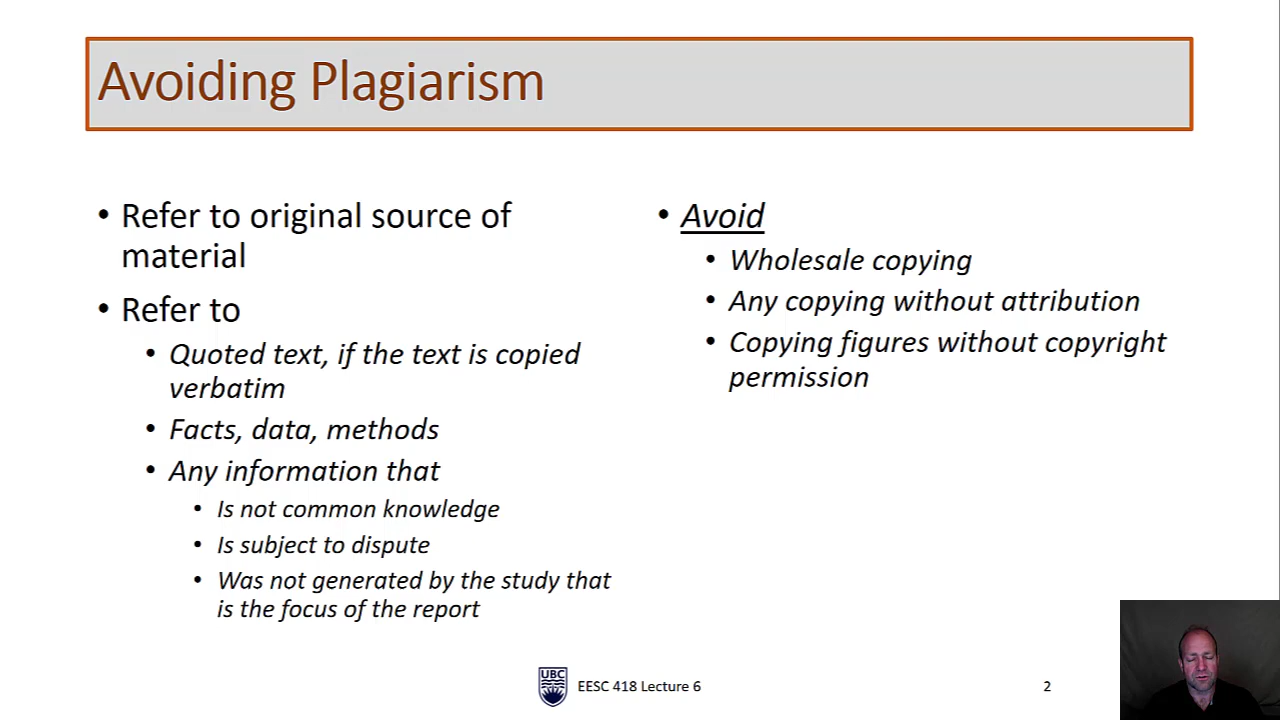 Avoiding Plagiarism
• Refer to original source of
material
• Refer to
• Quoted text, if the text is copied
verbatim
• Facts, data, methods
• Any information that
• Is not common knowledge
• Is subject to dispute
• Was not generated by the study that
is the focus of the report
• Avoid
• Wholesale copying
• Any copying without attribution
• Copying figures without copyright
permission
UBC
EESC 418 Lecture 6
2